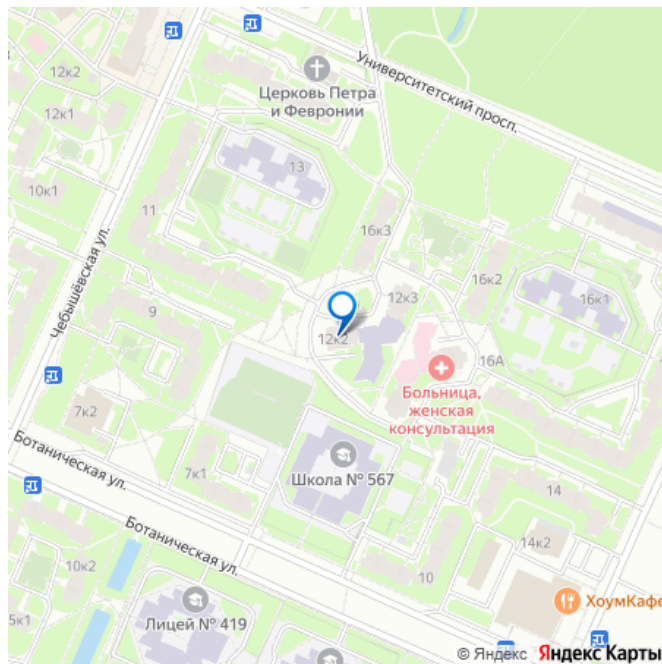 12к2
12к1
10к1
Церковь Петра
и Февронии
Университетский просп.
13
11
Чебышёвская ул.
16к3
16к2
16к1
12к3
9
12к2
16А
Больница,
женская
консультация
7к2
Ботаническая ул.
7к1
Школа № 567
14
14к2
Ботаническая ул.
10к2
10
ХоумКафе
5к1
Лицей № 419
© Яндекс Яндекс Карты